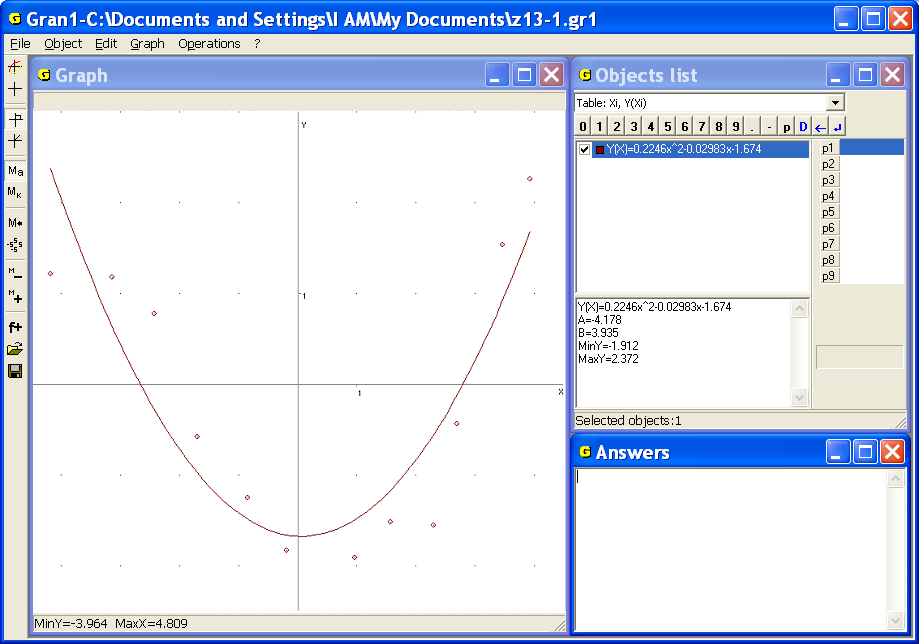 Gran1-C:\Documents and Settings\I AM\My Documents\z13-1.gr1
File Object Edit Graph Operations ?
Graph
Y
1
1
X
MinY=-3.964 MaxX=4.809
Ma
Mк
M
M
M
f+
Objects list
Table: Xi, Y(Xi)
0 1 2 3 4 5 6 7 8 9 . - p D ← ↲
Y(X)=0.2246x^2-0.02983x-1.674
p1
p2
p3
p4
p5
p6
p7
p8
p9
Y(X)=0.2246x^2-0.02983x-1.674
A=-4.178
B=3.935
MinY=-1.912
MaxY=2.372
Selected objects:1
Answers